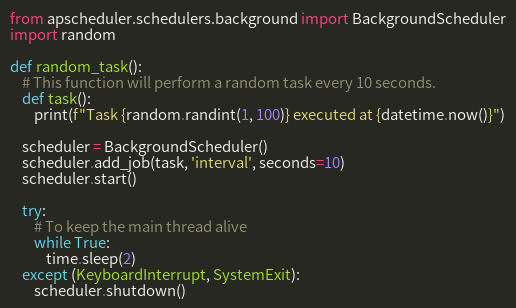 from apscheduler.schedulers.background import BackgroundScheduler
import random
def random_task():
    # This function will perform a random task every 10 seconds.
    def task():
        print(f"Task {random.randint(1, 100)} executed at {datetime.now()}")
    scheduler = BackgroundScheduler()
    scheduler.add_job(task, 'interval', seconds=10)
    scheduler.start()
    try:
        # To keep the main thread alive
        while True:
            time.sleep(2)
    except (KeyboardInterrupt, SystemExit):
        scheduler.shutdown()